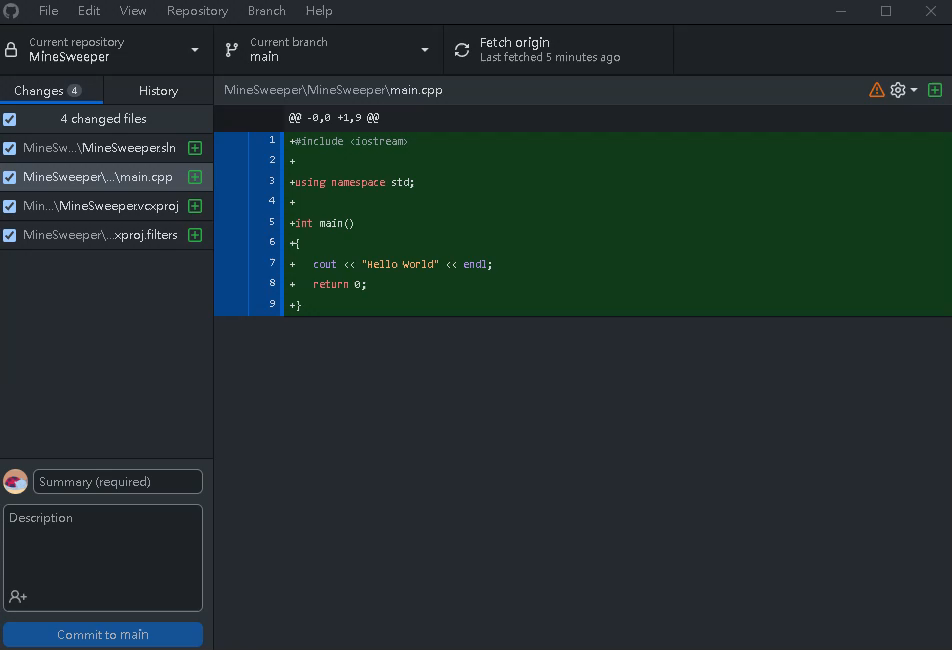 File Edit View Repository Branch Help
Current repository
MineSweeper
Current branch
main
Fetch origin
Last fetched 5 minutes ago
Changes 4 History
MineSweeper\MineSweeper\main.cpp
4 changed files
MineSw...\MineSweeper.sln
MineSweeper\...\main.cpp
Min...\MineSweeper.vcxproj
MineSweeper\...xproj.filters
@@ -0,0 +1,9 @@
1 +#include <iostream>
2 +
3 +using namespace std;
4 +
5 +int main()
6 +{
7 + cout << "Hello World" << endl;
8 + return 0;
9 +}
Summary (required)
Description
Commit to main